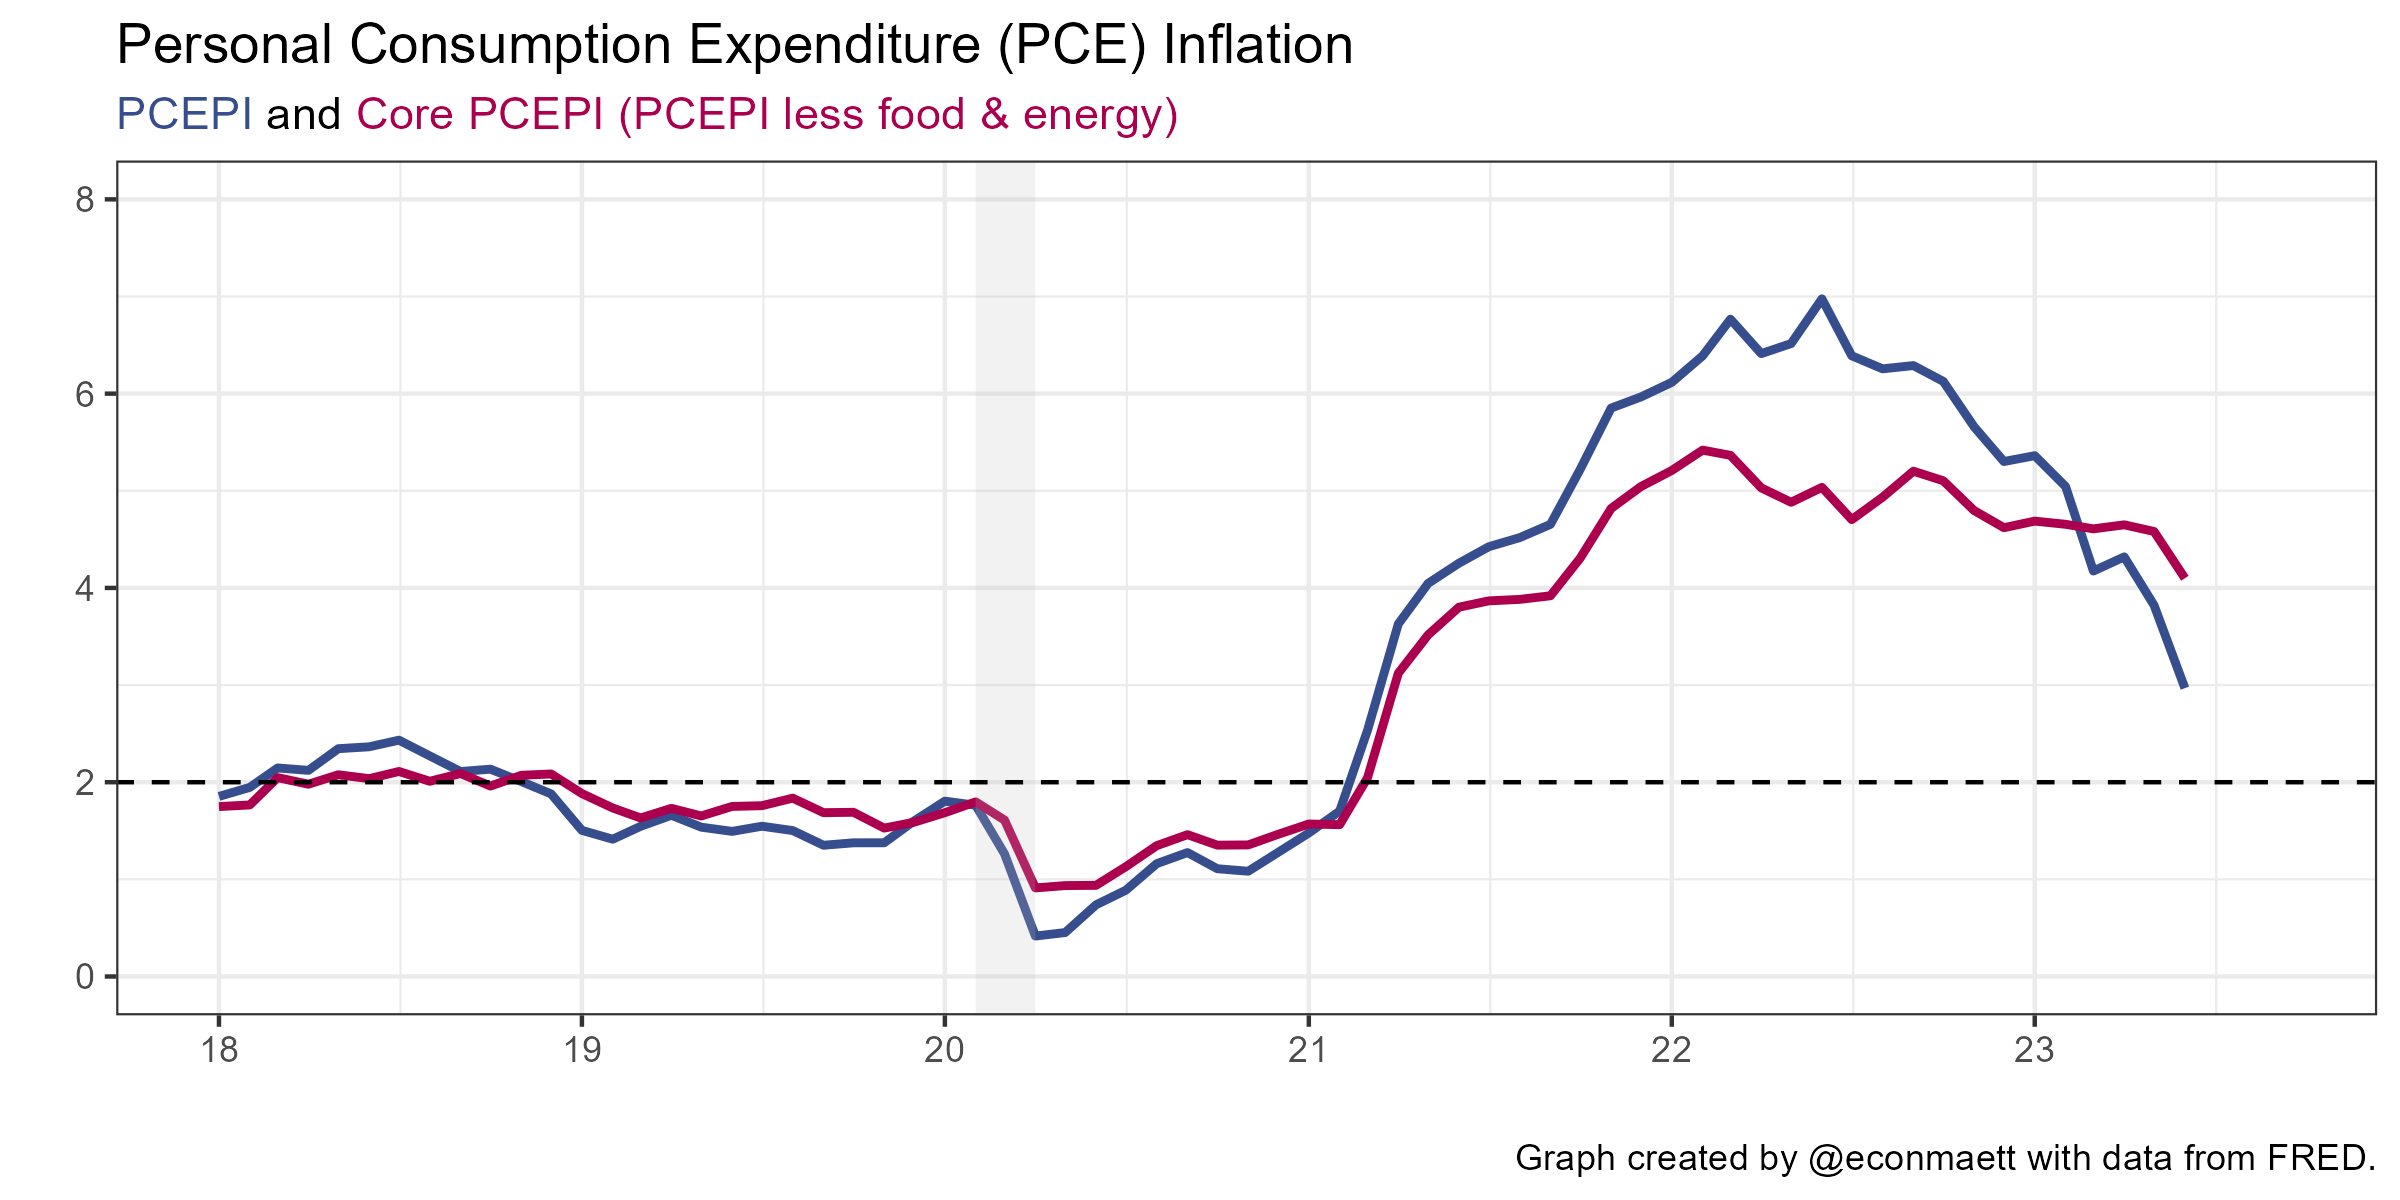 Personal Consumption Expenditure (PCE) Inflation
PCEPI and Core PCEPI (PCEPI less food & energy)
8
6
4
2
0
18 19 20 21 22 23
Graph created by @econmaett with data from FRED.